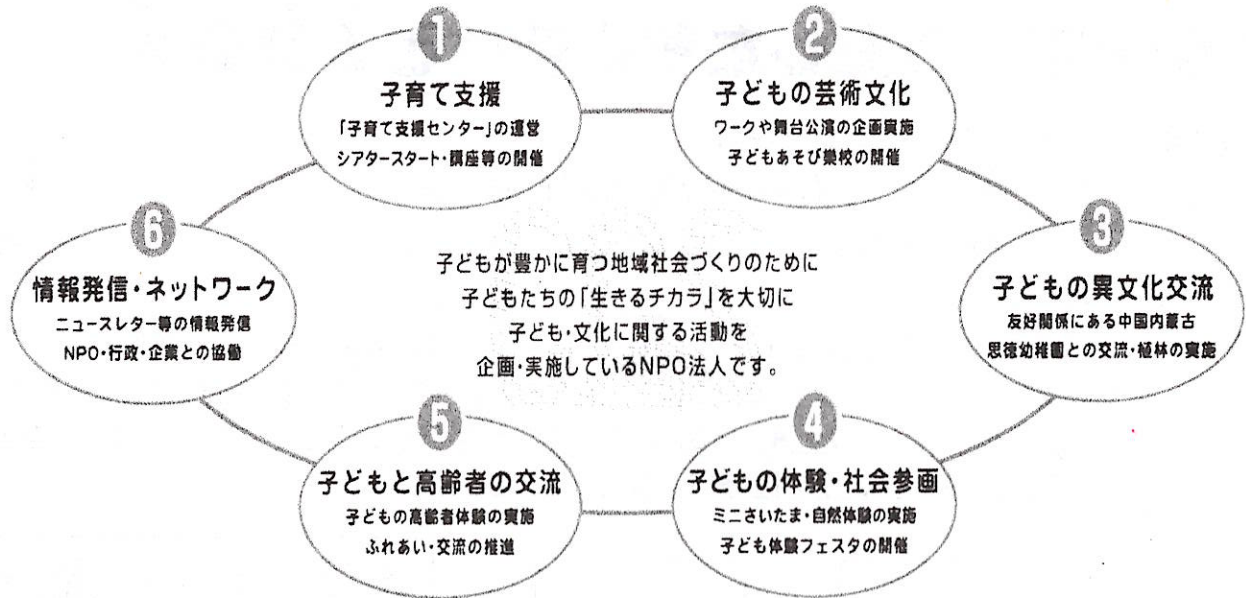 1
子育て支援
「子育て支援センター」の運営
シアタースタート・講座等の開催
2
子どもの芸術文化
ワークや舞台公演の企画実施
子どもあそび樂校の開催
3
子どもの異文化交流
友好関係にある中国内蒙古
思徳幼稚園との交流・植林の実施
4
子どもの体験・社会参画
ミニさいたま・自然体験の実施
子ども体験フェスタの開催
5
子どもと高齢者の交流
子どもの高齢者体験の実施
ふれあい・交流の推進
6
情報発信・ネットワーク
ニュースレター等の情報発信
NPO・行政・企業との協働
子どもが豊かに育つ地域社会づくりのために
子どもたちの「生きるチカラ」を大切に
子ども・文化に関する活動を
企画・実施しているNPO法人です。